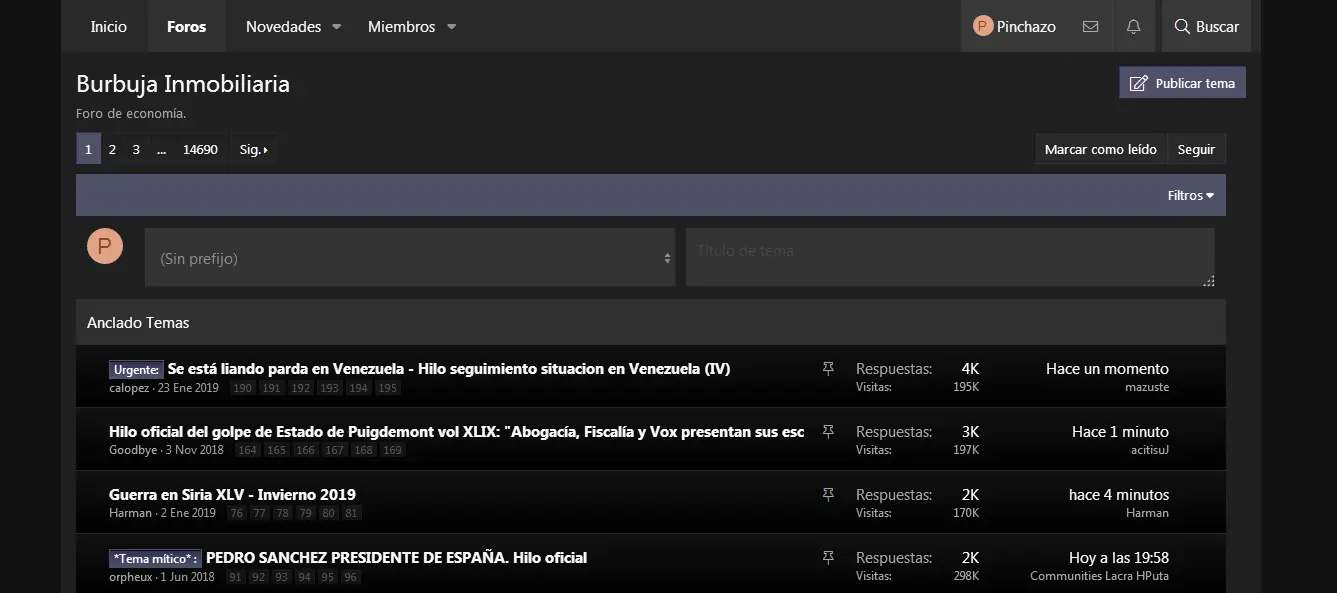 Inicio Foros Novedades Miembros P Pinchazo Buscar
Burbuja Inmobiliaria Publicar tema
Foro de economía.
1 2 3 ... 14690 Sig. Marcar como leído Seguir
Filtros
P (Sin prefijo) Título de tema
Anclado Temas
Urgente: Se está liando parda en Venezuela - Hilo seguimiento situacion en Venezuela (IV) Respuestas: 4K Hace un momento
calopez · 23 Ene 2019 190 191 192 193 194 195 Visitas: 195K mazuste
Hilo oficial del golpe de Estado de Puigdemont vol XLIX: "Abogacía, Fiscalía y Vox presentan sus esc Respuestas: 3K Hace 1 minuto
Goodbye · 3 Nov 2018 164 165 166 167 168 169 Visitas: 197K acitisuJ
Guerra en Siria XLV - Invierno 2019 Respuestas: 2K hace 4 minutos
Harman · 2 Ene 2019 76 77 78 79 80 81 Visitas: 170K Harman
*Tema mítico* : PEDRO SANCHEZ PRESIDENTE DE ESPAÑA. Hilo oficial Respuestas: 2K Hoy a las 19:58
orpheux · 1 Jun 2018 91 92 93 94 95 96 Visitas: 298K Communities Lacra HPuta